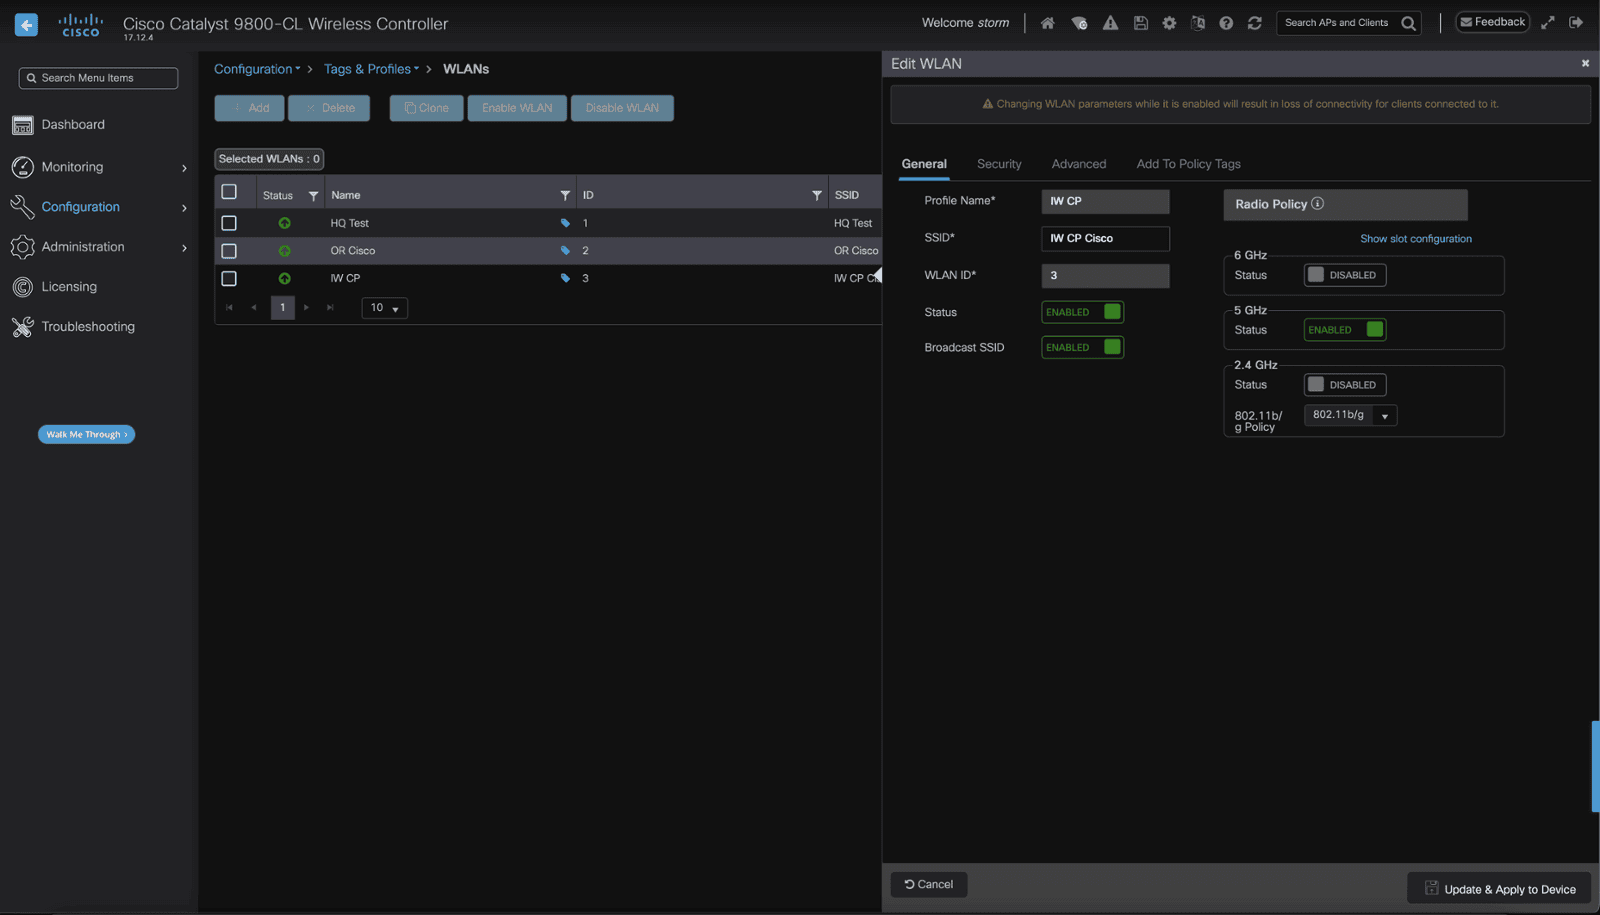 CISCO
Cisco Catalyst 9800-CL Wireless Controller
17.12.4
Welcome storm
Search APs and Clients
Feedback
Search Menu Items
Dashboard
Monitoring
Configuration
Administration
Licensing
Troubleshooting
Walk Me Through ›
Configuration > Tags & Profiles > WLANs
+ Add
× Delete
Clone
Enable WLAN
Disable WLAN
Selected WLANs : 0
Status Name ID SSID
HQ Test 1 HQ Test
OR Cisco 2 OR Cisco
IW CP 3 IW CP
1 10
Edit WLAN
×
Changing WLAN parameters while it is enabled will result in loss of connectivity for clients connected to it.
General Security Advanced Add To Policy Tags
Profile Name* IW CP
SSID* IW CP Cisco
WLAN ID* 3
Status ENABLED
Broadcast SSID ENABLED
Radio Policy
Show slot configuration
6 GHz
Status DISABLED
5 GHz
Status ENABLED
2.4 GHz
Status DISABLED
802.11b/
g Policy
802.11b/g
Cancel
Update & Apply to Device